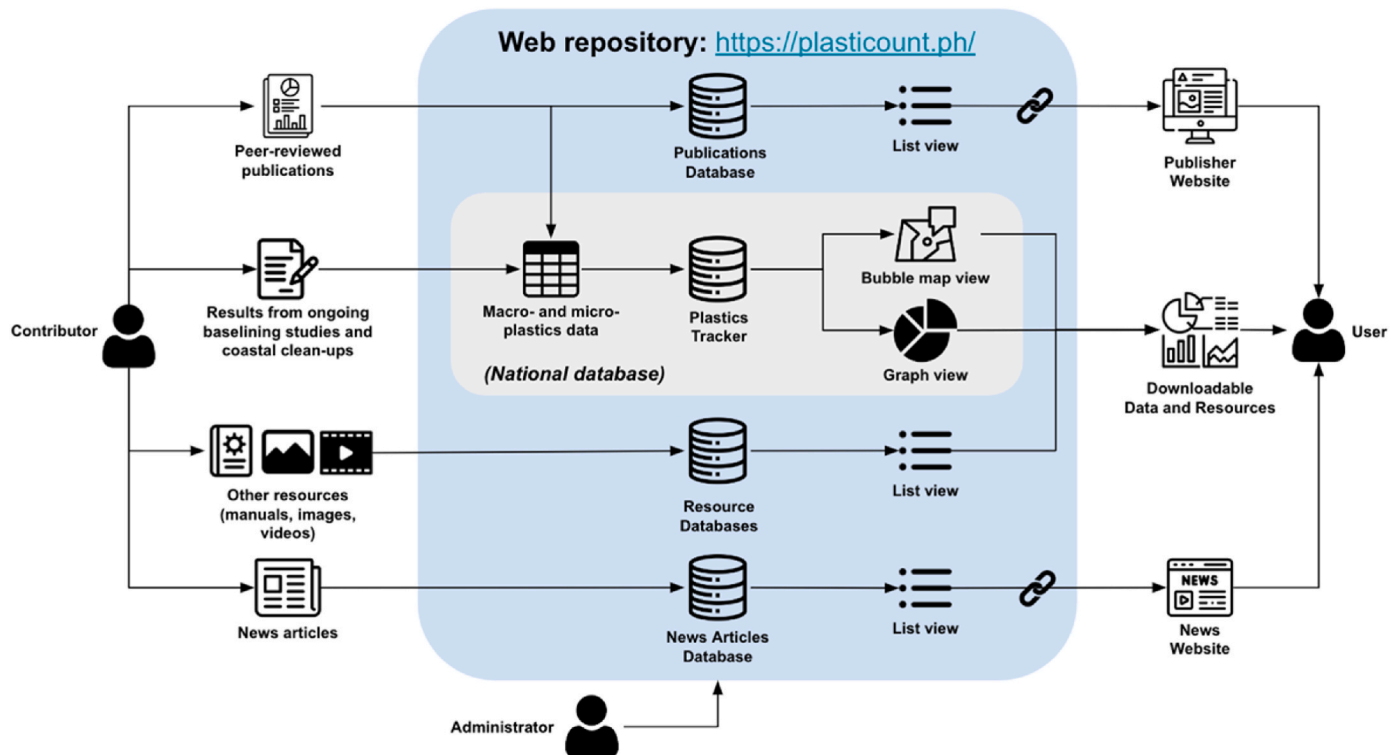 Web repository: https://plasticount.ph/
Peer-reviewed
publications
Publications
Database
List view
Publisher
Website
Contributor
Results from ongoing
baselining studies and
coastal clean-ups
Macro- and micro-
plastics data
Plastics
Tracker
Bubble map view
Graph view
(National database)
Downloadable
Data and Resources
User
Other resources
(manuals, images,
videos)
Resource
Databases
List view
News articles
News Articles
Database
List view
NEWS
News
Website
Administrator